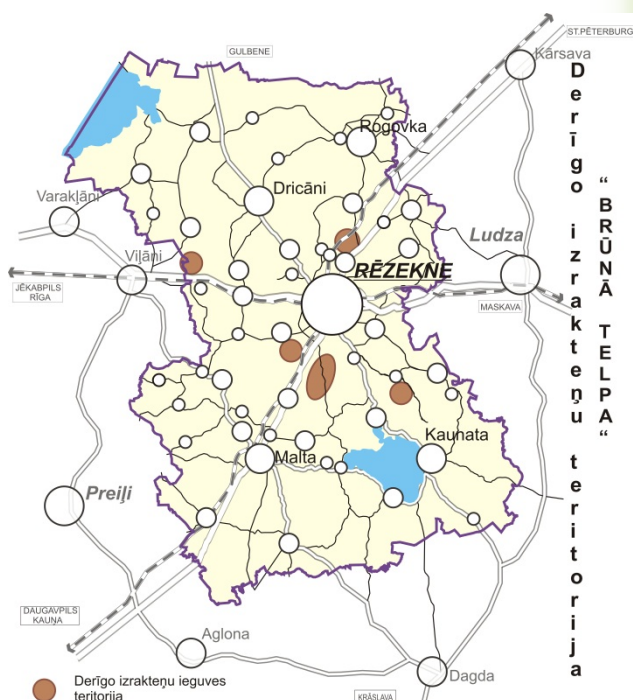 GULBENE
ST.PĒTERBURG
Kārsava
Rogovka
Dricāni
Varakļāni
Viļāni
Ludza
RĒZEKNE
JĒKABPILS
RĪGA
MASKAVA
Kaunata
Malta
Preiļi
DAUGAVPILS
KAUŅA
Aglona
Dagda
KRĀSLAVA
Derīgo izrakteņu ieguves
teritorija
Derīgo izrakteņu teritorija
“BRŪNĀ TELPA“